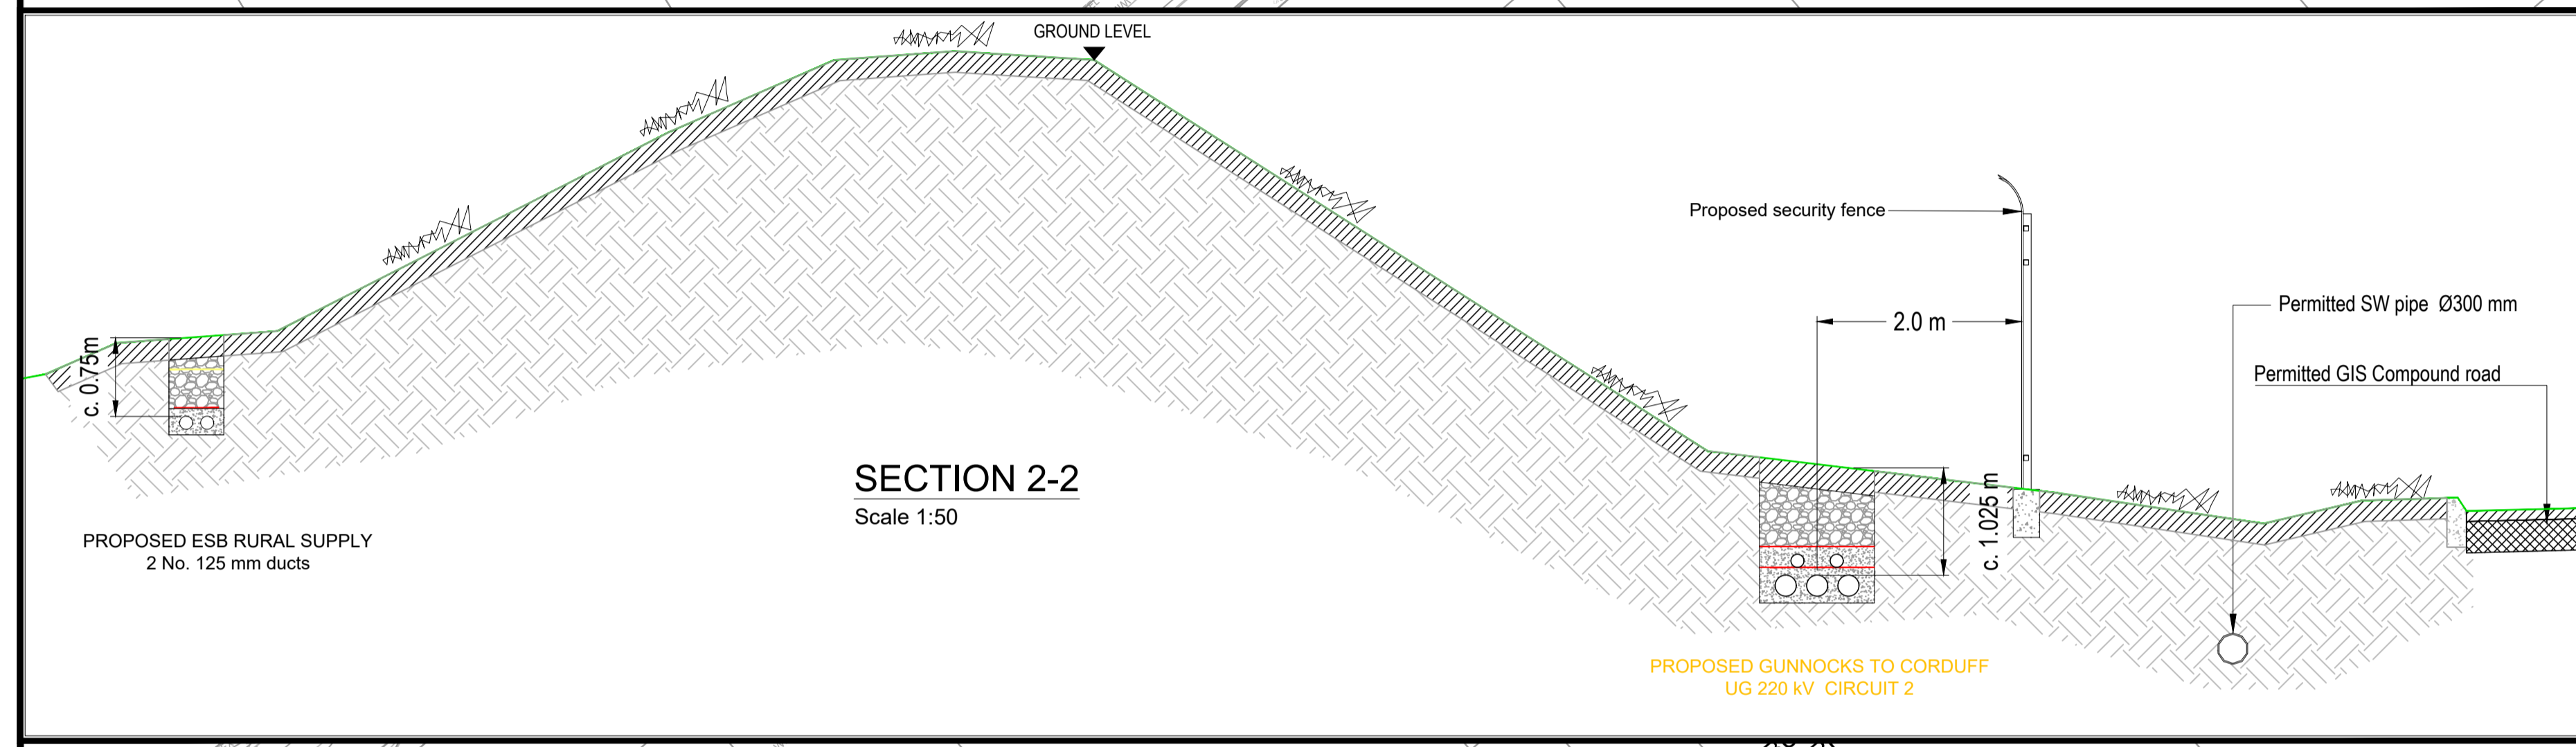 GROUND LEVEL
Proposed security fence
2.0 m
Permitted SW pipe Ø300 mm
Permitted GIS Compound road
c. 0.75m
SECTION 2-2
Scale 1:50
c. 1.025 m
PROPOSED ESB RURAL SUPPLY
2 No. 125 mm ducts
PROPOSED GUNNOCKS TO CORDUFF
UG 220 kV CIRCUIT 2